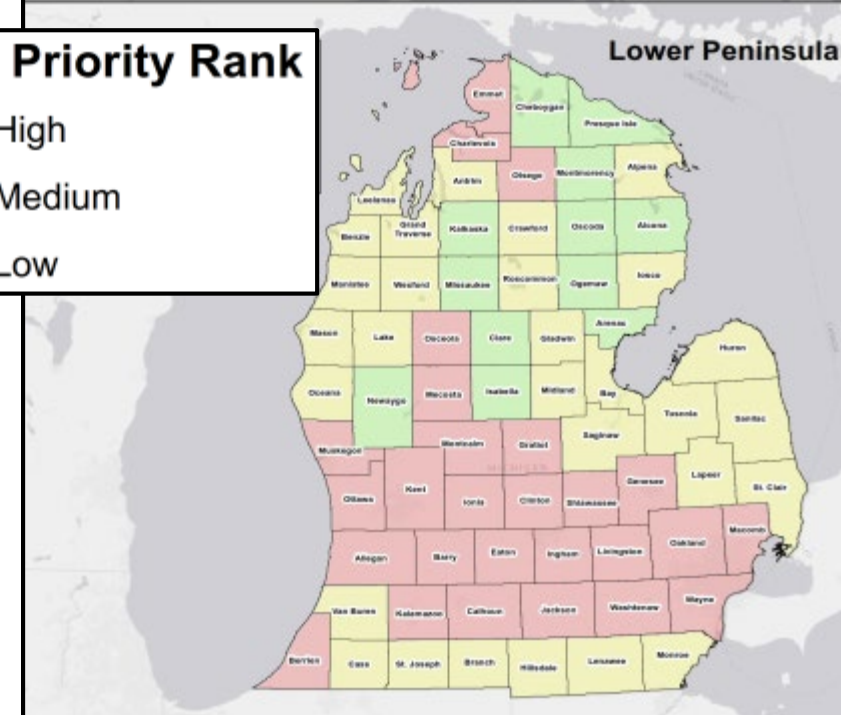 Priority Rank
High
Medium
Low
Lower Peninsula
Emmet
Cheboygan
Presque Isle
Charlevoix
Antrim
Otsego
Montmorency
Alpena
Leelanau
Benzie
Grand
Traverse
Kalkaska
Crawford
Oscoda
Alcona
Manistee
Wexford
Missaukee
Roscommon
Ogemaw
Iosco
Mason
Lake
Osceola
Clare
Gladwin
Arenac
Oceana
Newaygo
Mecosta
Isabella
Midland
Bay
Huron
Tuscola
Sanilac
Saginaw
Muskegon
Montcalm
Gratiot
MICHIGAN
Ottawa
Kent
Ionia
Clinton
Shiawassee
Genesee
Lapeer
St. Clair
Allegan
Barry
Eaton
Ingham
Livingston
Oakland
Macomb
Van Buren
Kalamazoo
Calhoun
Jackson
Washtenaw
Wayne
Berrien
Cass
St. Joseph
Branch
Hillsdale
Lenawee
Monroe